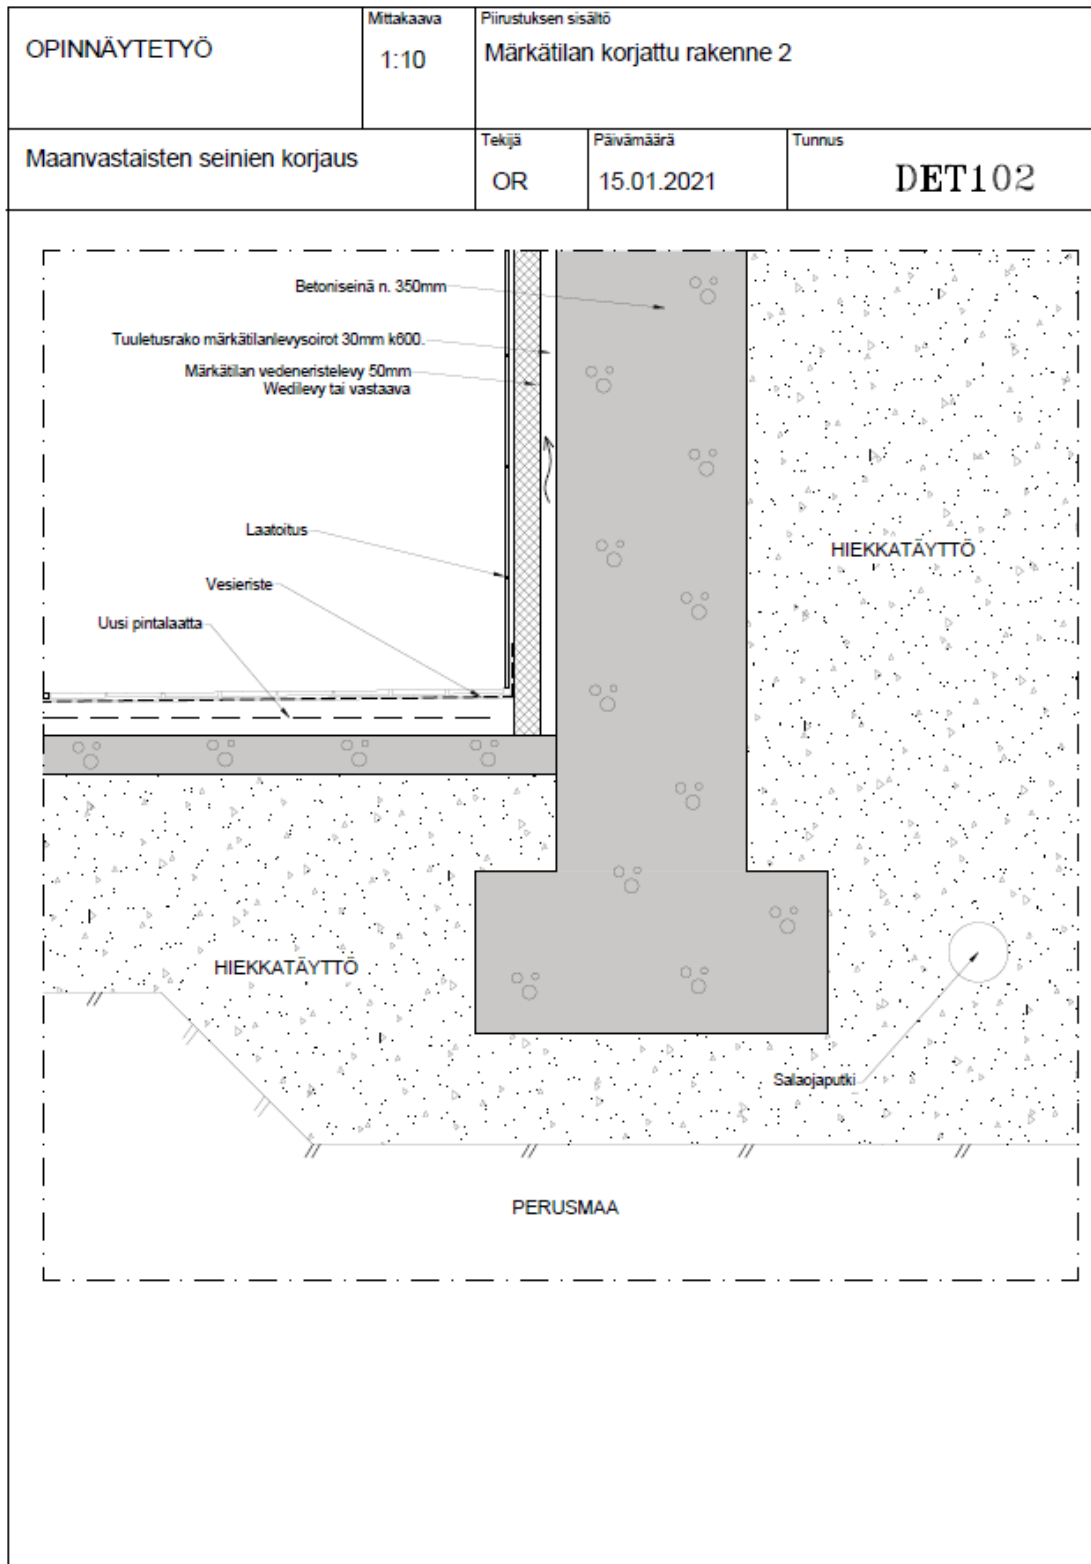 OPINNÄYTETYÖ
Mittakaava
1:10
Piirustuksen sisältö
Märkätilan korjattu rakenne 2
Maanvastaisten seinien korjaus
Tekijä
OR
Päivämäärä
15.01.2021
Tunnus
DET102
Betoniseinä n. 350mm
Tuuletusrako märkätilanlevysoirot 30mm k600.
Märkätilan vedeneristelevy 50mm
Wedilevy tai vastaava
Laatoitus
HIEKKATÄYTTÖ
Vesieriste
Uusi pintalaatta
HIEKKATÄYTTÖ
Salaojaputki
PERUSMAA